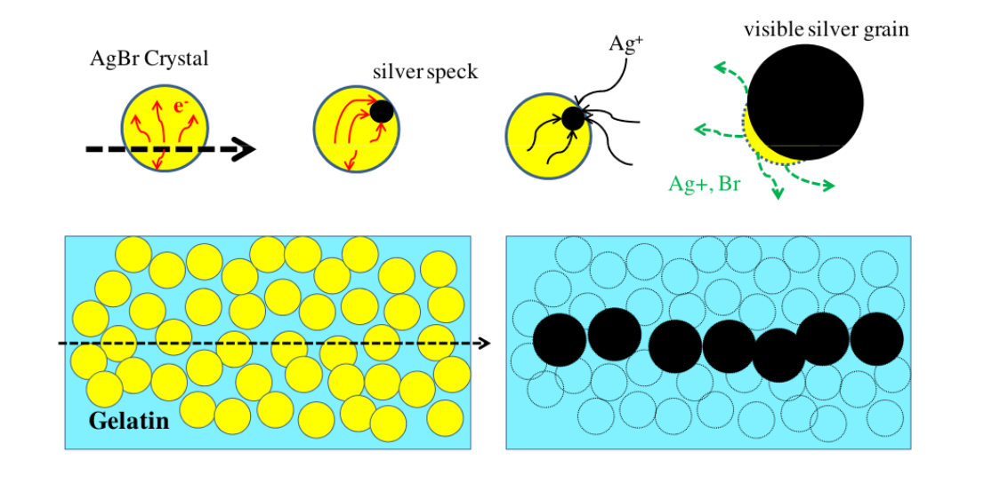 AgBr Crystal
e-
silver speck
Ag+
visible silver grain
Ag+, Br
Gelatin